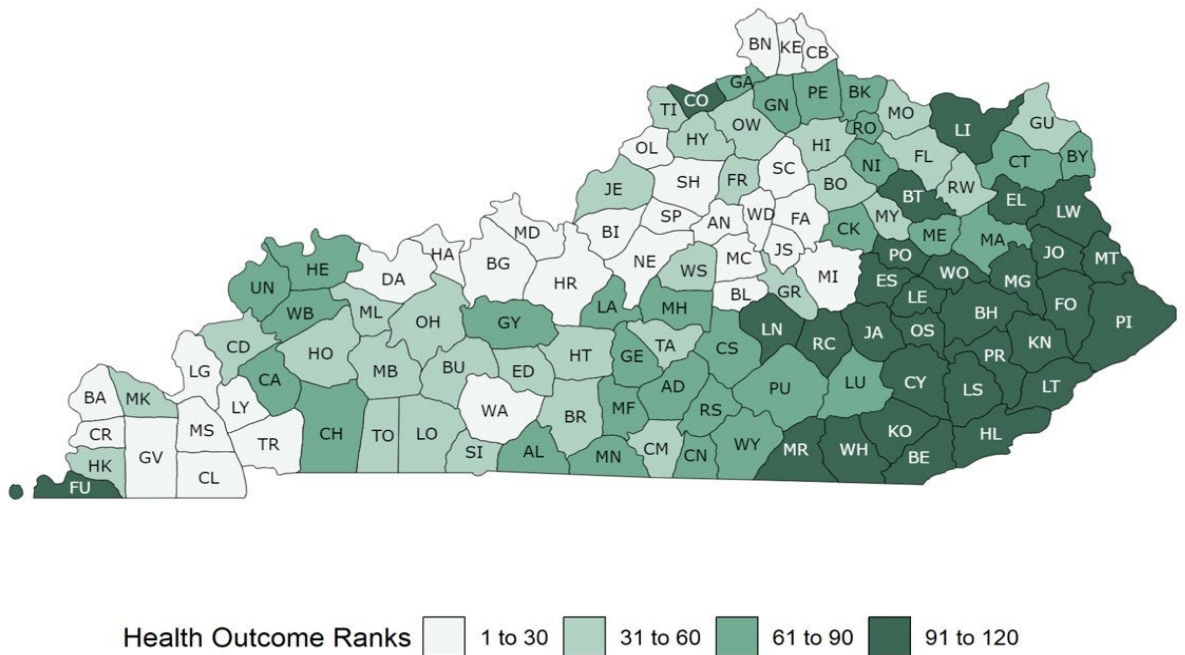 BN KE CB
GA
CO GN PE BK
TI MO
OW LI GU
HY RO
OL HI FL CT BY
SH FR SC NI
JE BO BT RW EL
SP AN WD FA MY LW
MD BI CK ME MA
HA NE MC JS PO JO MT
DA BG HR WS MI ES WO MG
HE BL GR LE FO
UN WB ML LA MH BH PI
OH GY LN RC JA OS KN
CD HO TA CS PR
LG MB BU ED HT GE
CA AD PU LU CY LS LT
BA MK LY WA BR MF RS
CR MS TR CH TO LO KO HL
GV SI AL MN CM CN WY MR WH BE
HK CL
FU
Health Outcome Ranks 1 to 30 31 to 60 61 to 90 91 to 120